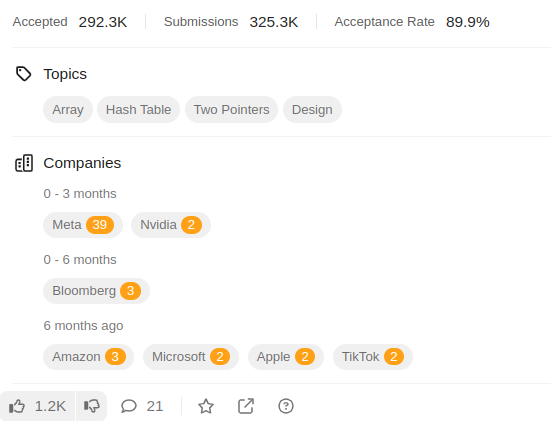 Accepted 292.3K Submissions 325.3K Acceptance Rate 89.9%
Topics
Array Hash Table Two Pointers Design
Companies
0 - 3 months
Meta 39 Nvidia 2
0 - 6 months
Bloomberg 3
6 months ago
Amazon 3 Microsoft 2 Apple 2 TikTok 2
1.2K 21